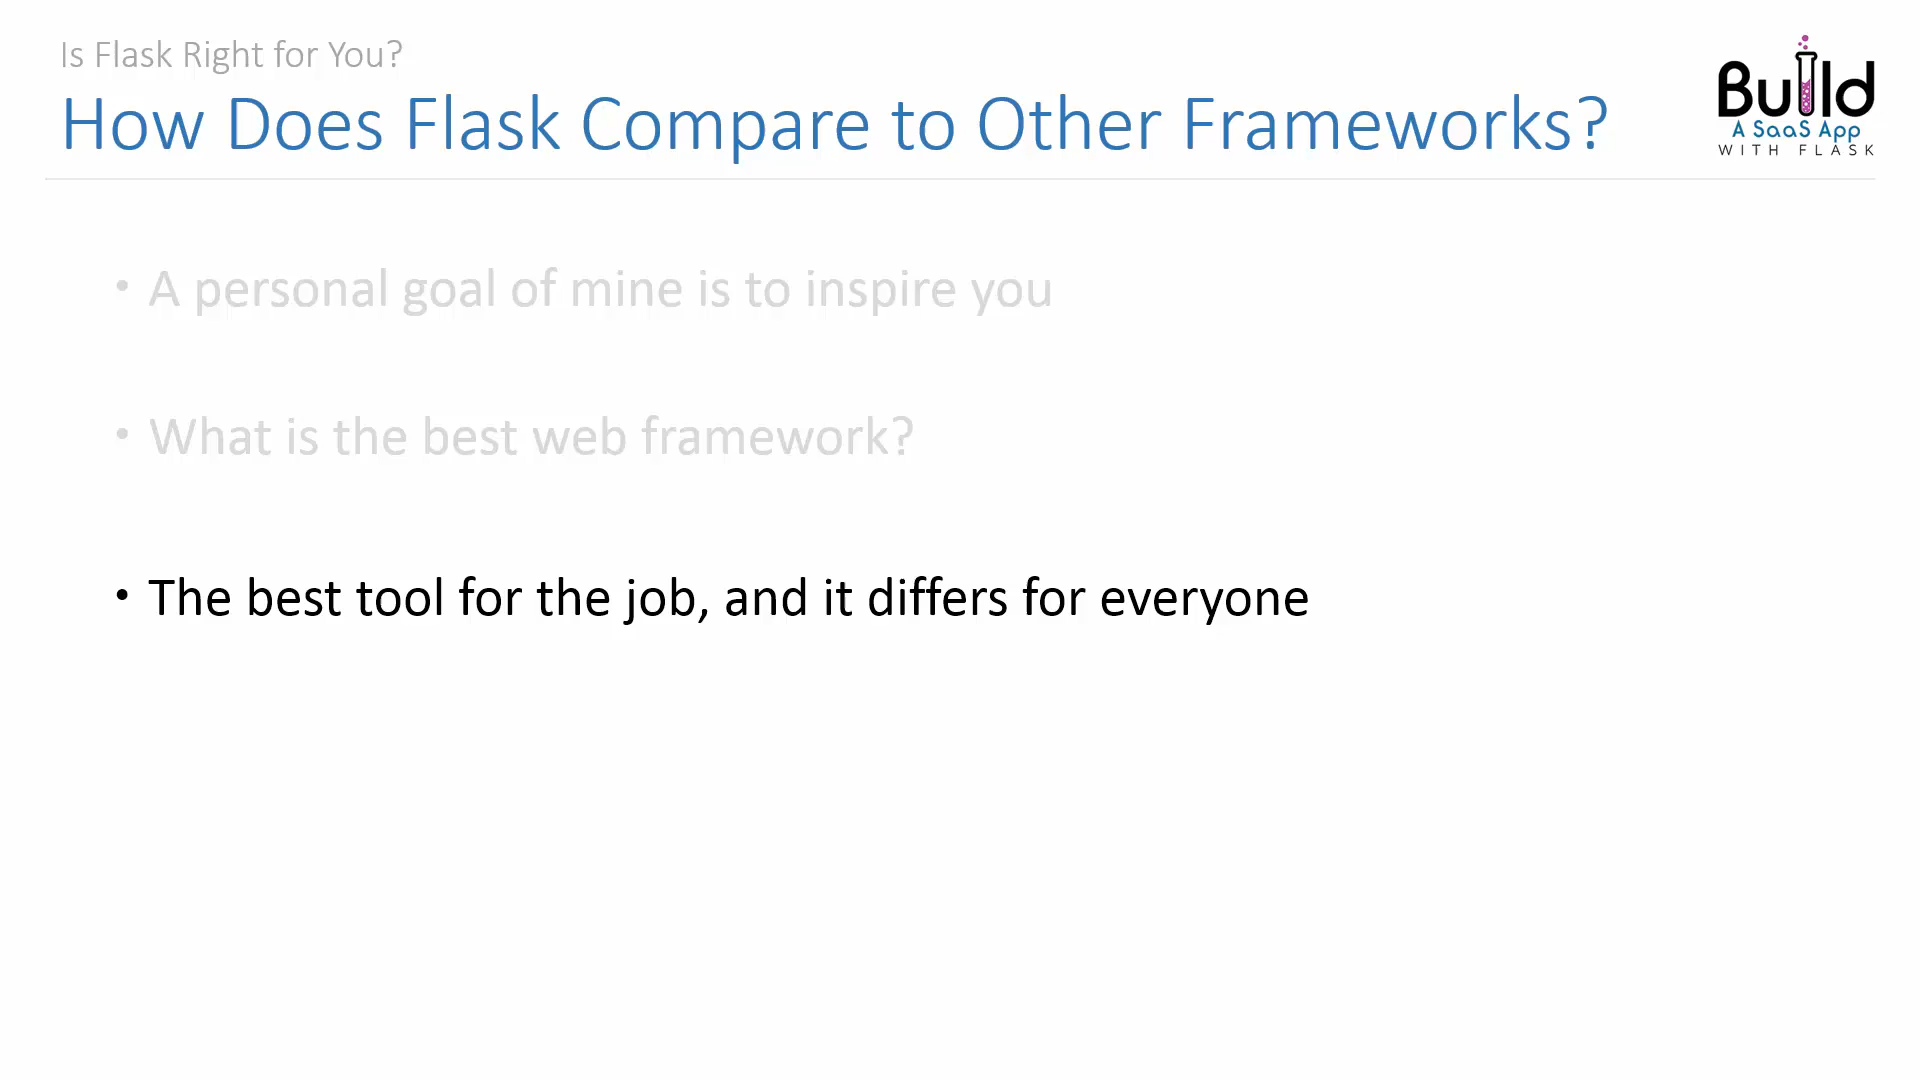 Is Flask Right for You?
How Does Flask Compare to Other Frameworks?
Build
A SaaS App
WITH FLASK
• A personal goal of mine is to inspire you
• What is the best web framework?
• The best tool for the job, and it differs for everyone